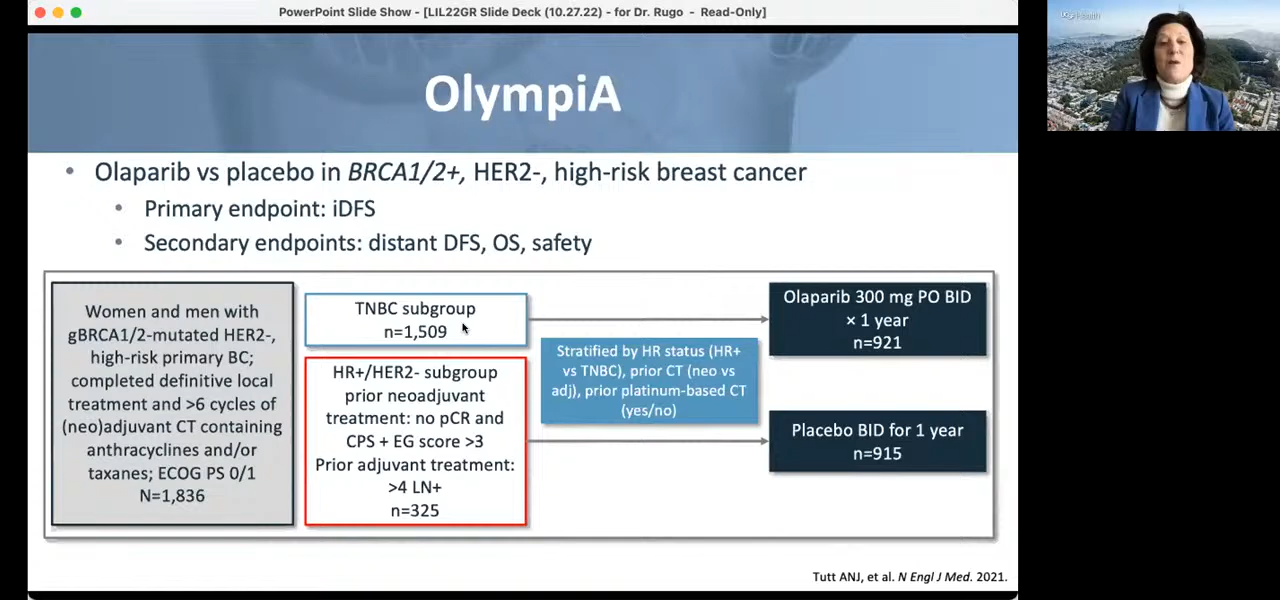 PowerPoint Slide Show - [LIL22GR Slide Deck (10.27.22) - for Dr. Rugo - Read-Only]
OlympiA
• Olaparib vs placebo in BRCA1/2+, HER2-, high-risk breast cancer
• Primary endpoint: iDFS
• Secondary endpoints: distant DFS, OS, safety
Women and men with
gBRCA1/2-mutated HER2-,
high-risk primary BC;
completed definitive local
treatment and >6 cycles of
(neo)adjuvant CT containing
anthracyclines and/or
taxanes; ECOG PS 0/1
N=1,836
TNBC subgroup
n=1,509
HR+/HER2- subgroup
prior neoadjuvant
treatment: no pCR and
CPS + EG score >3
Prior adjuvant treatment:
>4 LN+
n=325
Stratified by HR status (HR+
vs TNBC), prior CT (neo vs
adj), prior platinum-based CT
(yes/no)
Olaparib 300 mg PO BID
× 1 year
n=921
Placebo BID for 1 year
n=915
Tutt ANJ, et al. N Engl J Med. 2021.